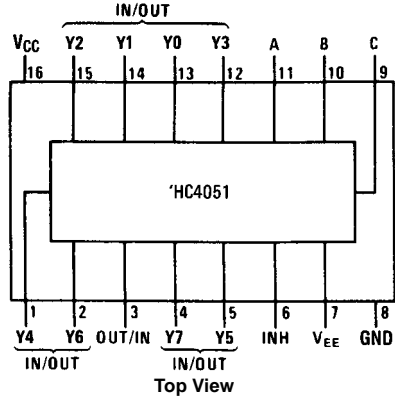 IN/OUT
VCC Y2 Y1 Y0 Y3 A B C
16 15 14 13 12 11 10 9
'HC4051
1 2 3 4 5 6 7 8
Y4 Y6 OUT/IN Y7 Y5 INH VEE GND
IN/OUT IN/OUT
Top View